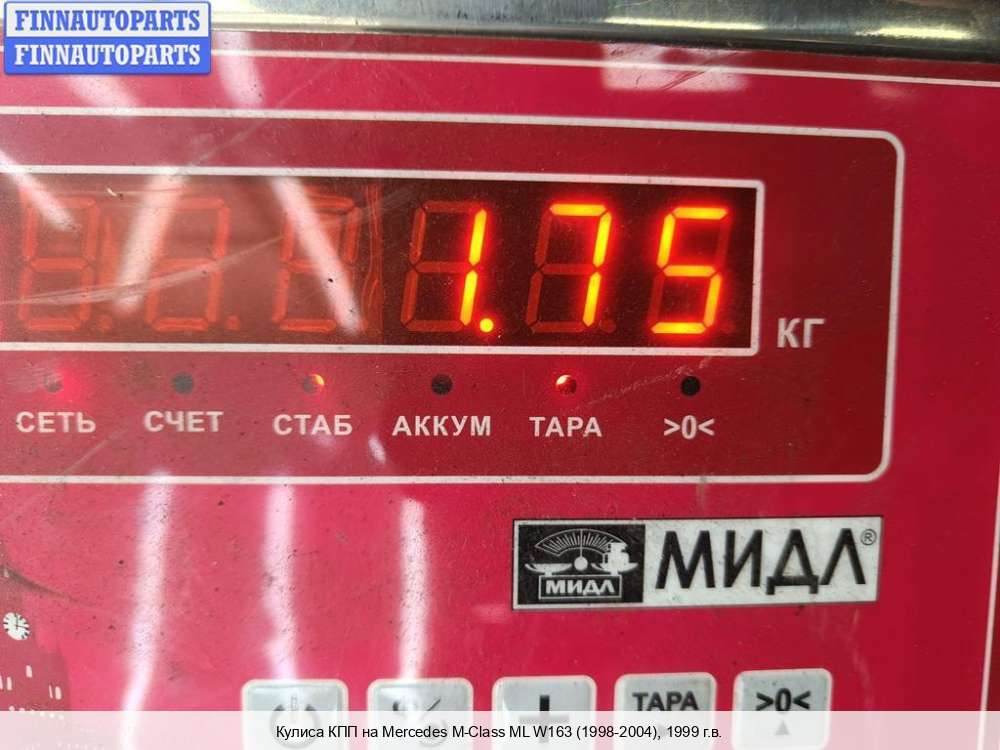 FINNAUTOPARTS
FINNAUTOPARTS
1.75
КГ
СЕТЬ СЧЕТ СТАБ АККУМ ТАРА >0<
МИДЛ МИДЛ®
% + ТАРА >0<
Кулиса КПП на Mercedes M-Class ML W163 (1998-2004), 1999 г.в.